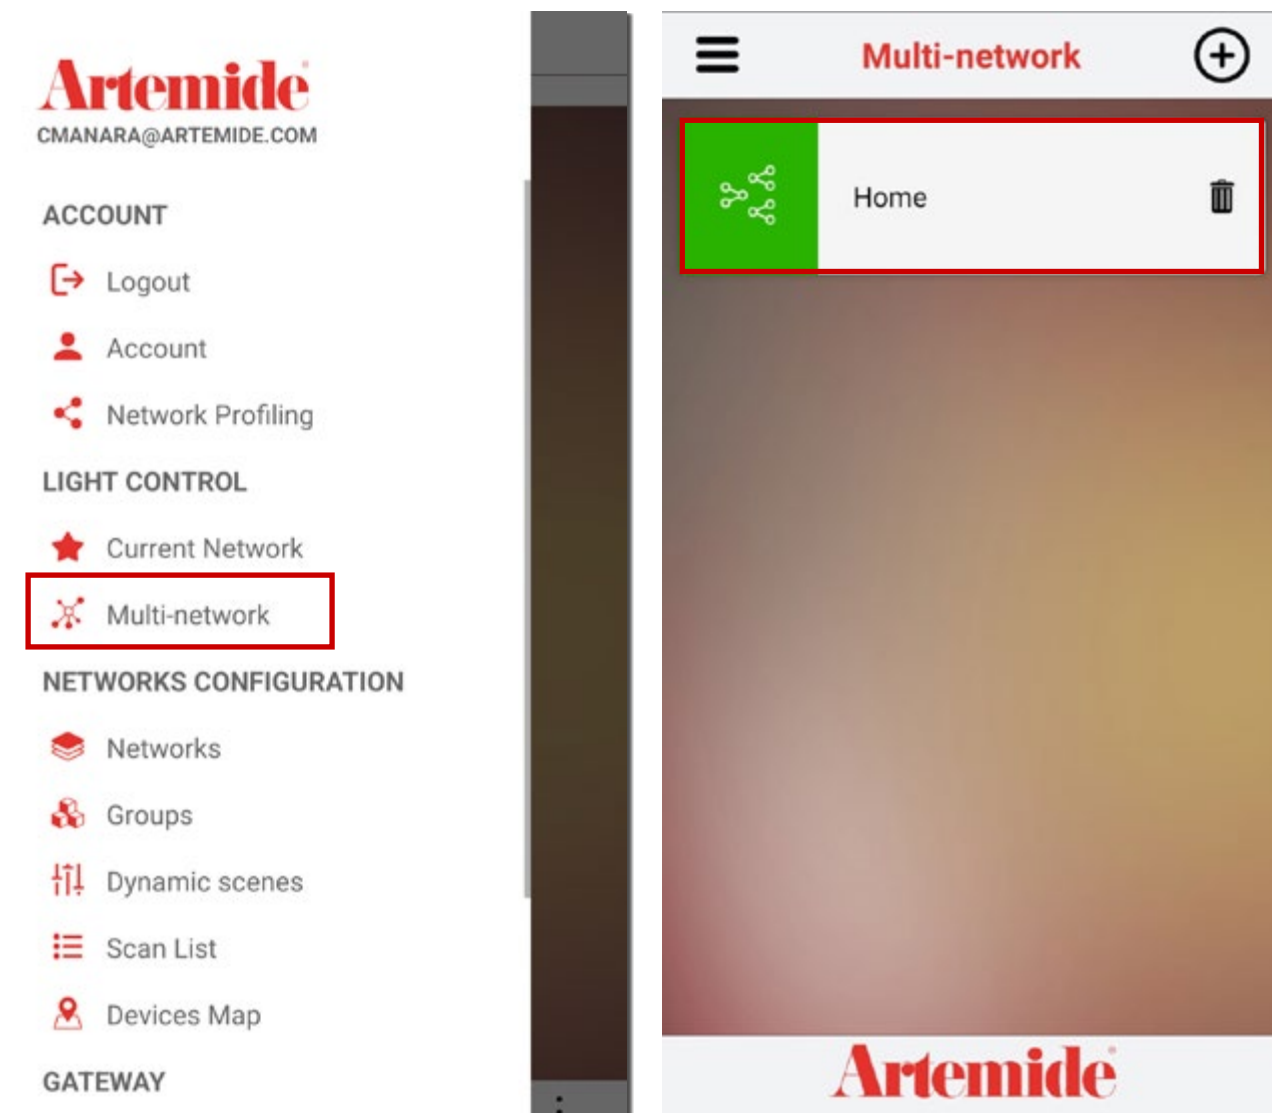 Artemide
CMANARA@ARTEMIDE.COM
ACCOUNT
Logout
Account
Network Profiling
LIGHT CONTROL
Current Network
Multi-network
NETWORKS CONFIGURATION
Networks
Groups
Dynamic scenes
Scan List
Devices Map
GATEWAY
Multi-network
Home
Artemide